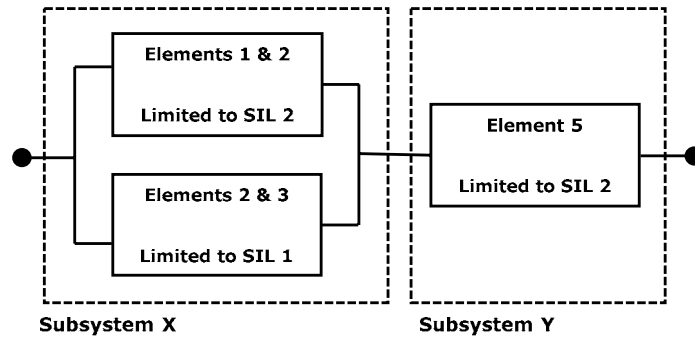 Elements 1 & 2
Limited to SIL 2
Elements 2 & 3
Limited to SIL 1
Element 5
Limited to SIL 2
Subsystem X
Subsystem Y